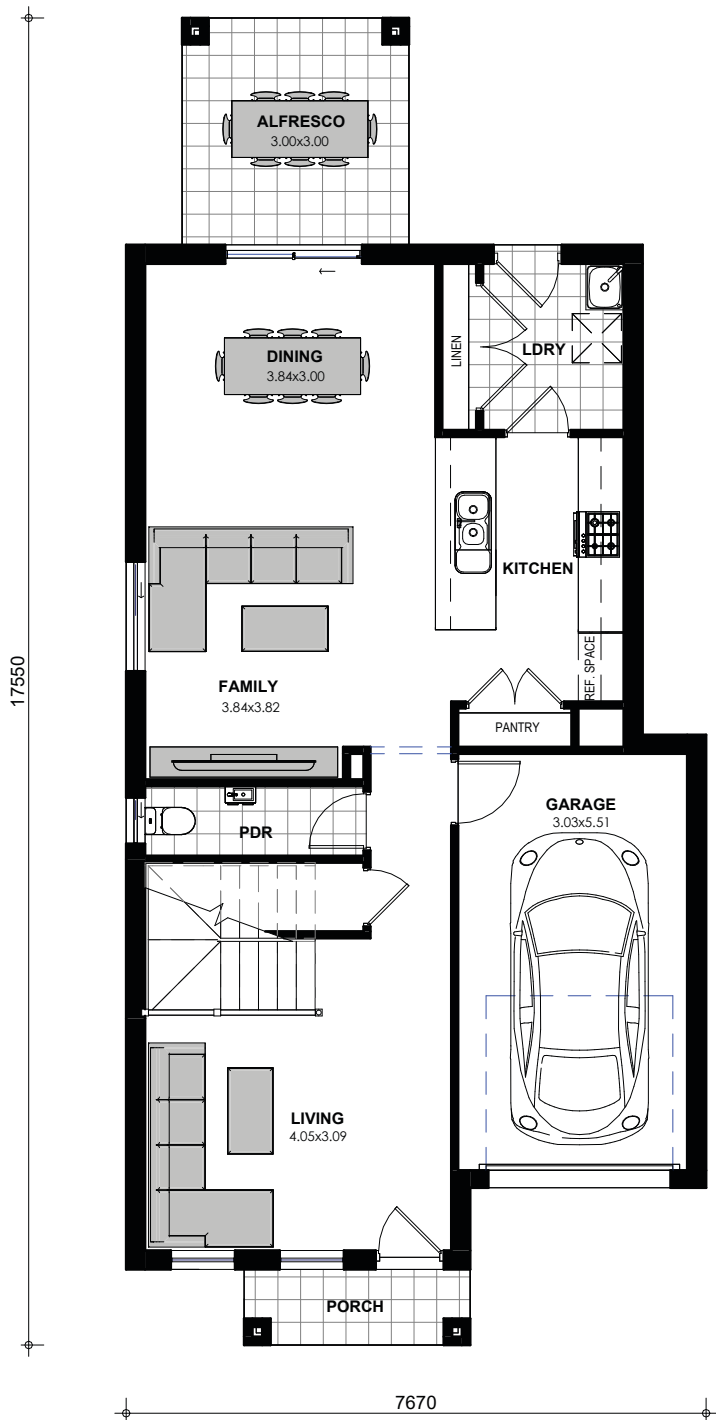 ALFRESCO
3.00x3.00
DINING
3.84x3.00
LINEN
LDRY
KITCHEN
REF. SPACE
FAMILY
3.84x3.82
PANTRY
17550
GARAGE
3.03x5.51
PDR
LIVING
4.05x3.09
PORCH
7670